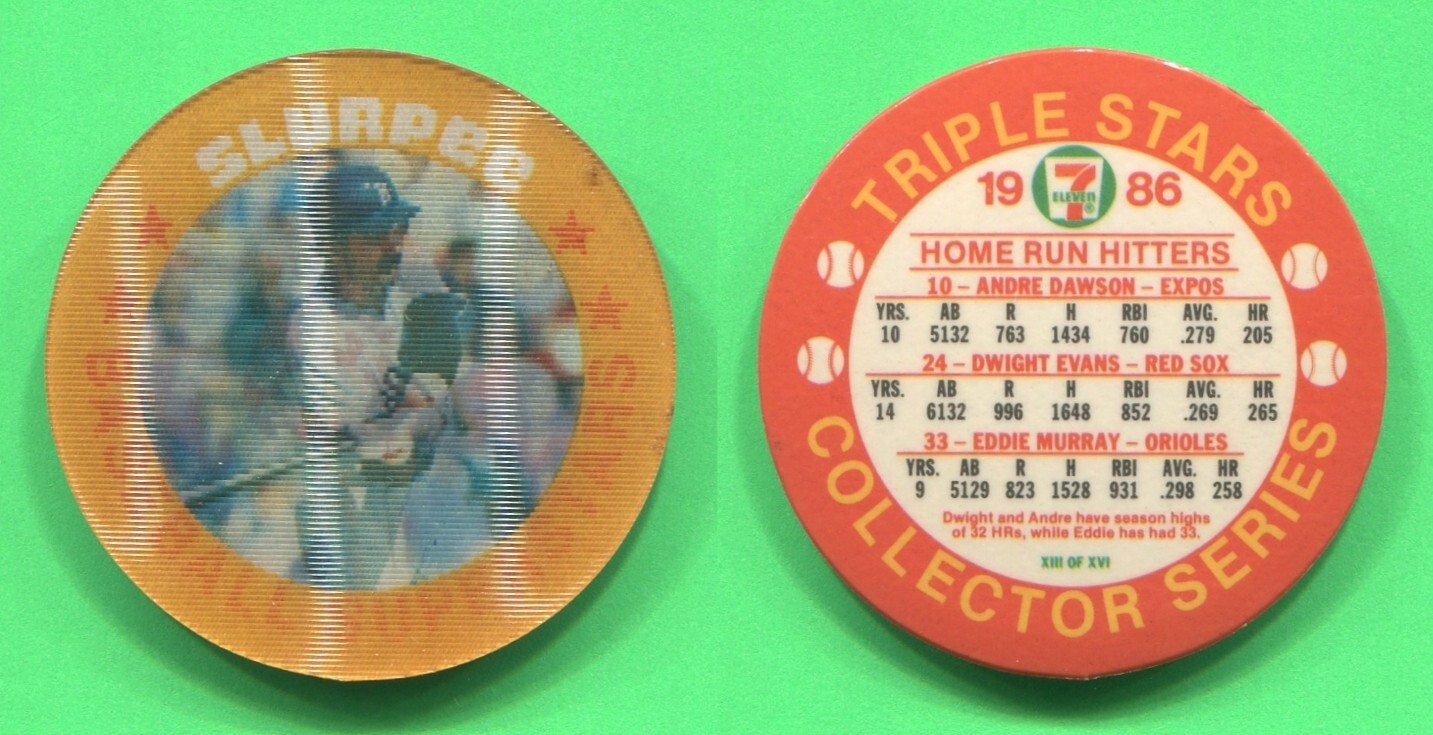 SLURPEE
TRIPLE STARS
1986
7
ELEVEn
®
HOME RUN HITTERS
10 – ANDRE DAWSON – EXPOS
YRS. AB R H RBI AVG. HR
10 5132 763 1434 760 .279 205
24 – DWIGHT EVANS – RED SOX
YRS. AB R H RBI AVG. HR
14 6132 996 1648 852 .269 265
33 – EDDIE MURRAY – ORIOLES
YRS. AB R H RBI AVG. HR
9 5129 823 1528 931 .298 258
Dwight and Andre have season highs
of 32 HRs, while Eddie has had 33.
XIII OF XVI
COLLECTOR SERIES